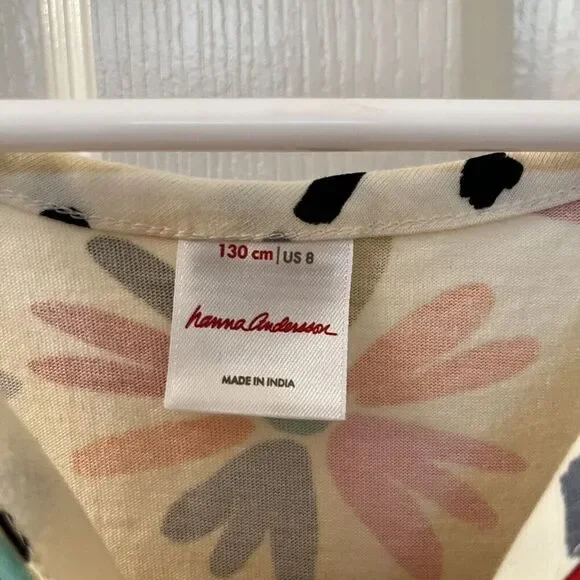 130 cm | US 8
hanna andersson
MADE IN INDIA